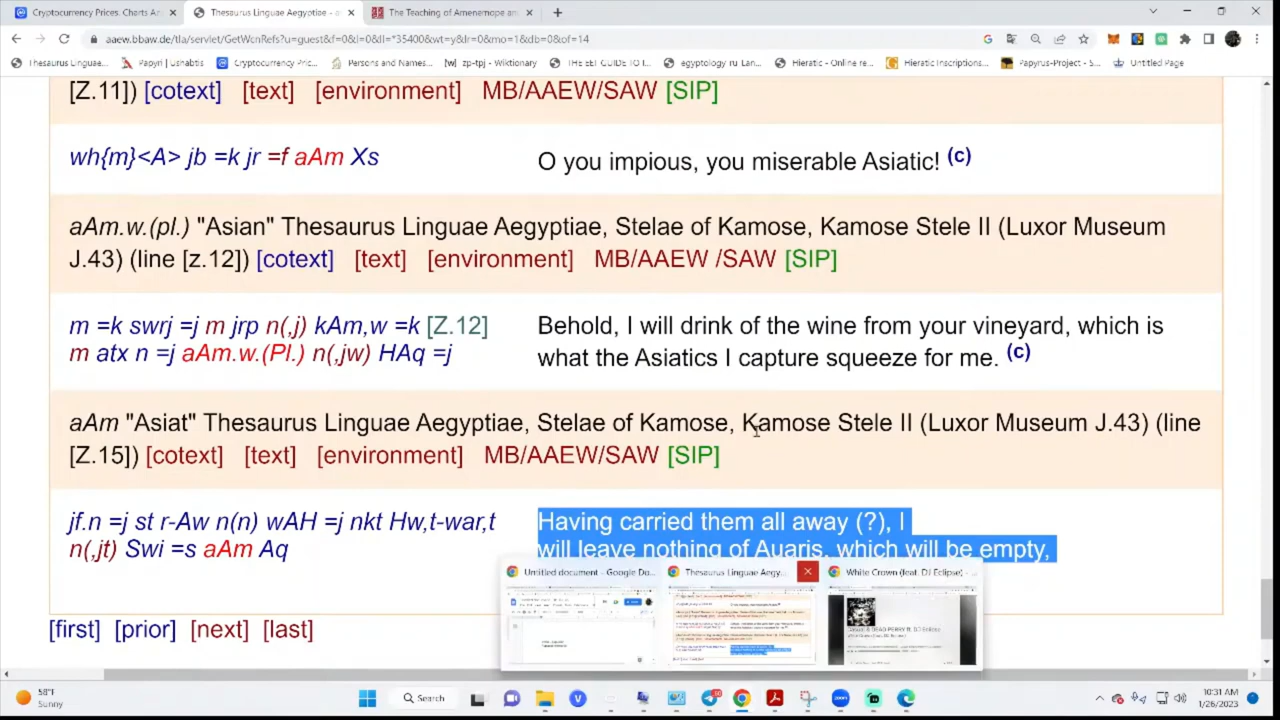 Cryptocurrency Prices. Charts An
Thesaurus Linguae Aegyptiae -
The Teaching of Amenemope an
aaew.bbaw.de/tla/servlet/GetWcnRefs?u=guest&f=0&l=0&dl=*35400&wt=y&lr=0&mo=1&db=0&of=14
Thesaurus Linguae...
Papyri | Ushabtis
Cryptocurrency Pric...
Persons and Names...
[w] zp-tpj - Wiktionary
THE EEF GUIDE TO I...
egyptology ru Lan...
Hieratic - Online re...
Hieratic Inscriptions...
Papyrus-Project - S...
Untitled Page
[Z.11]) [cotext] [text] [environment] MB/AAEW/SAW [SIP]
wh{m}<A> jb =k jr =f aAm Xs
O you impious, you miserable Asiatic! (c)
aAm.w.(pl.) "Asian" Thesaurus Linguae Aegyptiae, Stelae of Kamose, Kamose Stele II (Luxor Museum
J.43) (line [z.12]) [cotext] [text] [environment] MB/AAEW /SAW [SIP]
m =k swrj =j m jrp n(,j) kAm,w =k [Z.12]
m atx n =j aAm.w.(Pl.) n(,jw) HAq =j
Behold, I will drink of the wine from your vineyard, which is
what the Asiatics I capture squeeze for me. (c)
aAm "Asiat" Thesaurus Linguae Aegyptiae, Stelae of Kamose, Kamose Stele II (Luxor Museum J.43) (line
[Z.15]) [cotext] [text] [environment] MB/AAEW/SAW [SIP]
jf.n =j st r-Aw n(n) wAH =j nkt Hw,t-war,t
n(,jt) Swi =s aAm Aq
Having carried them all away (?), I
will leave nothing of Avaris, which will be empty,
Untitled document - Google Do...
Thesaurus Linguae Aegy...
White Crown (feat. DJ Eclipse) -
[first] [prior] [next] [last]
58°F
Sunny
Search
10:31 AM
1/26/2023